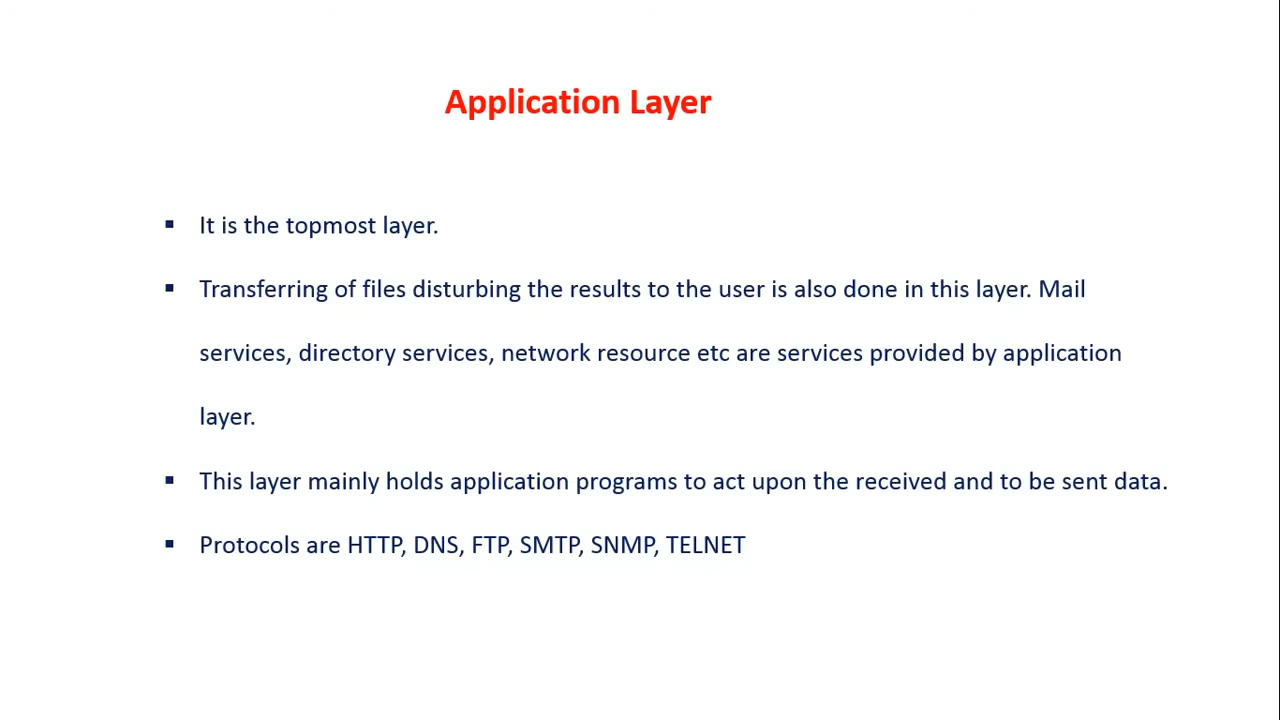 Application Layer
▪ It is the topmost layer.
▪ Transferring of files disturbing the results to the user is also done in this layer. Mail
services, directory services, network resource etc are services provided by application
layer.
▪ This layer mainly holds application programs to act upon the received and to be sent data.
▪ Protocols are HTTP, DNS, FTP, SMTP, SNMP, TELNET